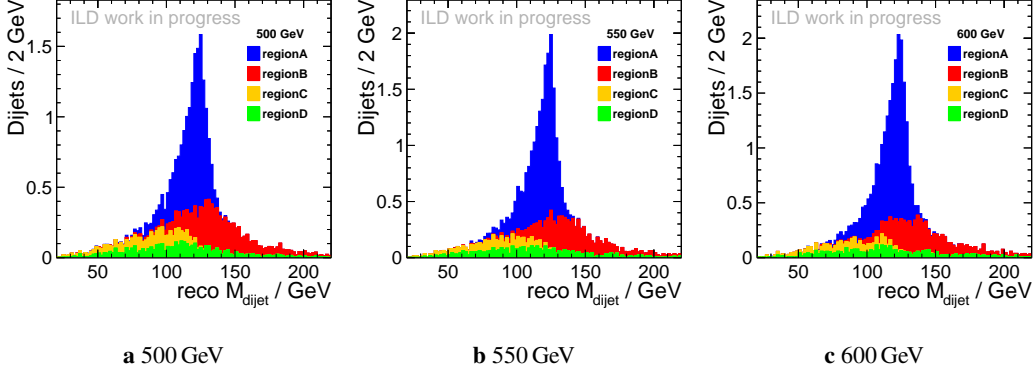 ILD work in progress
Dijets / 2 GeV
500 GeV
regionA
regionB
regionC
regionD
0
0.5
1
1.5
50
100
150
200
reco M_dijet / GeV
a 500 GeV
ILD work in progress
Dijets / 2 GeV
550 GeV
regionA
regionB
regionC
regionD
0
0.5
1
1.5
2
50
100
150
200
reco M_dijet / GeV
b 550 GeV
ILD work in progress
Dijets / 2 GeV
600 GeV
regionA
regionB
regionC
regionD
0
0.5
1
1.5
2
50
100
150
200
reco M_dijet / GeV
c 600 GeV